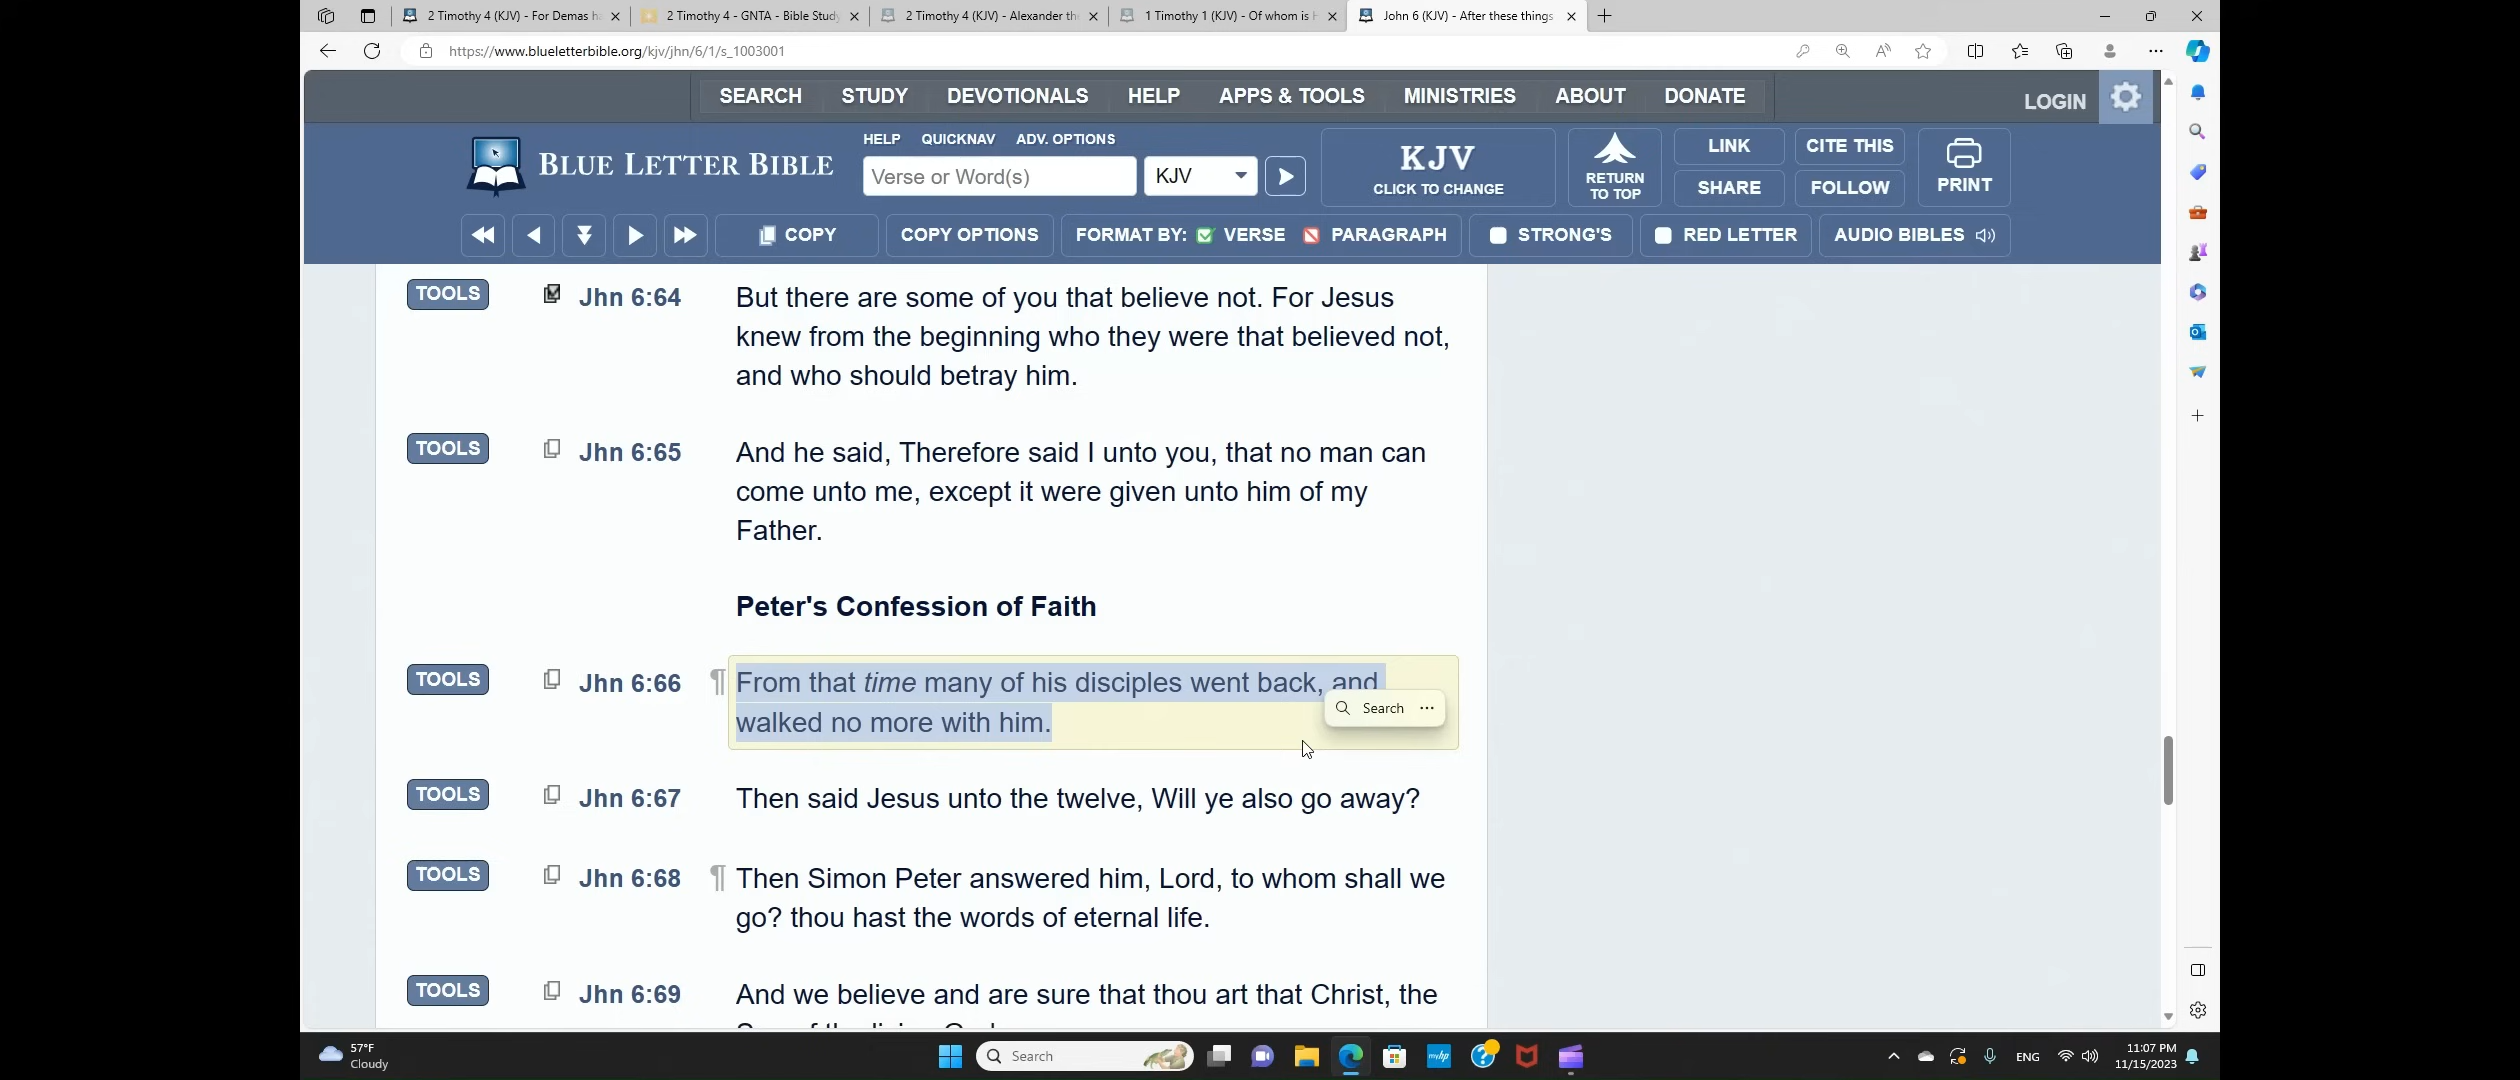 2 Timothy 4 (KJV) - For Demas ha
2 Timothy 4 - GNTA - Bible Study
2 Timothy 4 (KJV) - Alexander the
1 Timothy 1 (KJV) - Of whom is H
John 6 (KJV) - After these things
https://www.blueletterbible.org/kjv/jhn/6/1/s_1003001
SEARCH STUDY DEVOTIONALS HELP APPS & TOOLS MINISTRIES ABOUT DONATE
LOGIN
BLUE LETTER BIBLE
HELP QUICKNAV ADV. OPTIONS
Verse or Word(s)
KJV
KJV
CLICK TO CHANGE
RETURN
TO TOP
LINK
CITE THIS
SHARE
FOLLOW
PRINT
COPY
COPY OPTIONS
FORMAT BY: VERSE PARAGRAPH
STRONG'S
RED LETTER
AUDIO BIBLES
TOOLS Jhn 6:64 But there are some of you that believe not. For Jesus
knew from the beginning who they were that believed not,
and who should betray him.
TOOLS Jhn 6:65 And he said, Therefore said I unto you, that no man can
come unto me, except it were given unto him of my
Father.
Peter's Confession of Faith
TOOLS Jhn 6:66 ¶ From that time many of his disciples went back, and
walked no more with him.
Search
TOOLS Jhn 6:67 Then said Jesus unto the twelve, Will ye also go away?
TOOLS Jhn 6:68 ¶ Then Simon Peter answered him, Lord, to whom shall we
go? thou hast the words of eternal life.
TOOLS Jhn 6:69 And we believe and are sure that thou art that Christ, the
57°F
Cloudy
Search
myhp
ENG
11:07 PM
11/15/2023